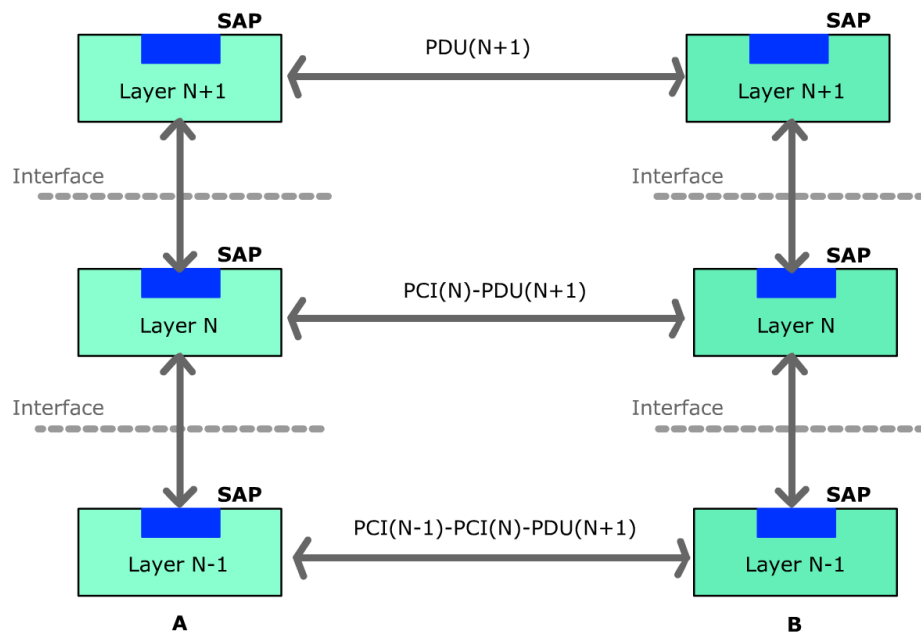 SAP
SAP
PDU(N+1)
Layer N+1
Layer N+1
Interface
Interface
SAP
SAP
PCI(N)-PDU(N+1)
Layer N
Layer N
Interface
Interface
SAP
SAP
PCI(N-1)-PCI(N)-PDU(N+1)
Layer N-1
Layer N-1
A
B